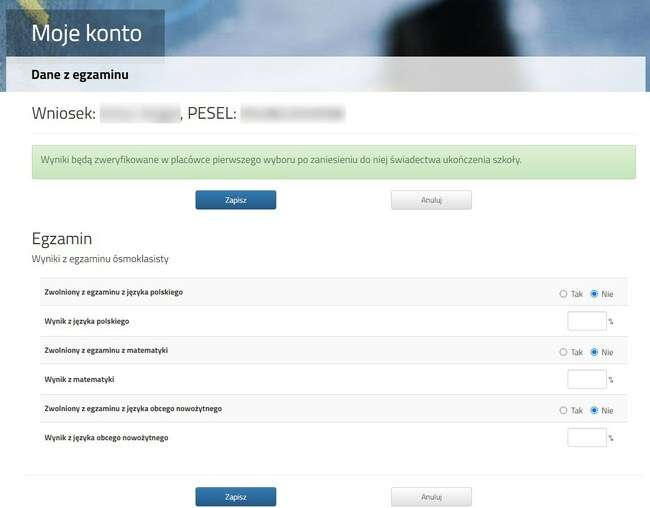 Moje konto
Dane z egzaminu
Wniosek: , PESEL:
Wyniki będą zweryfikowane w placówce pierwszego wyboru po zaniesieniu do niej świadectwa ukończenia szkoły.
Zapisz Anuluj
Egzamin
Wyniki z egzaminu ósmoklasisty
Zwolniony z egzaminu z języka polskiego Tak Nie
Wynik z języka polskiego %
Zwolniony z egzaminu z matematyki Tak Nie
Wynik z matematyki %
Zwolniony z egzaminu z języka obcego nowożytnego Tak Nie
Wynik z języka obcego nowożytnego %
Zapisz Anuluj